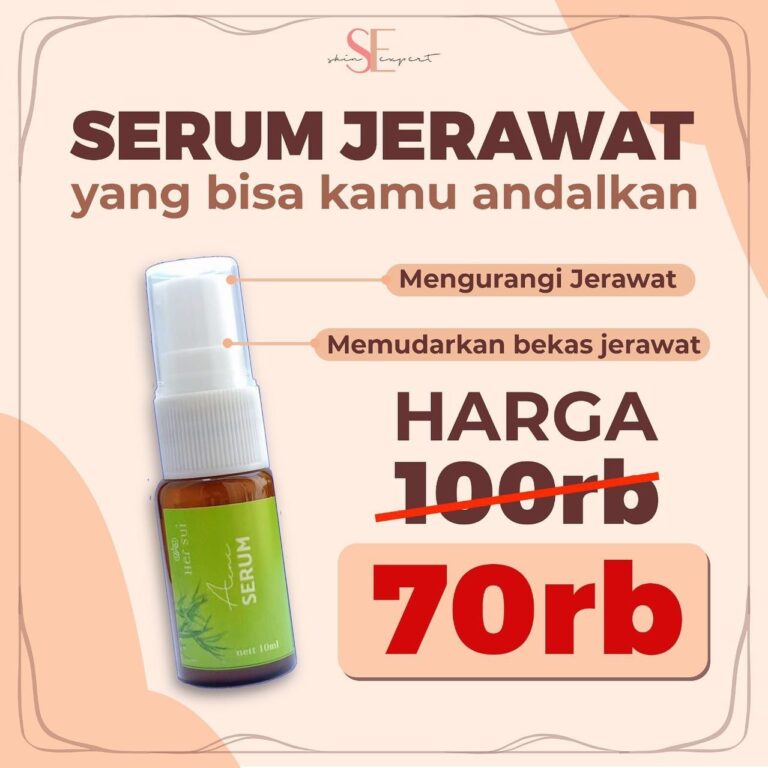 SE
skin expert
SERUM JERAWAT
yang bisa kamu andalkan
Mengurangi Jerawat
Memudarkan bekas jerawat
HARGA
100rb
70rb
Her Sui
Acne
SERUM
nett 10ml